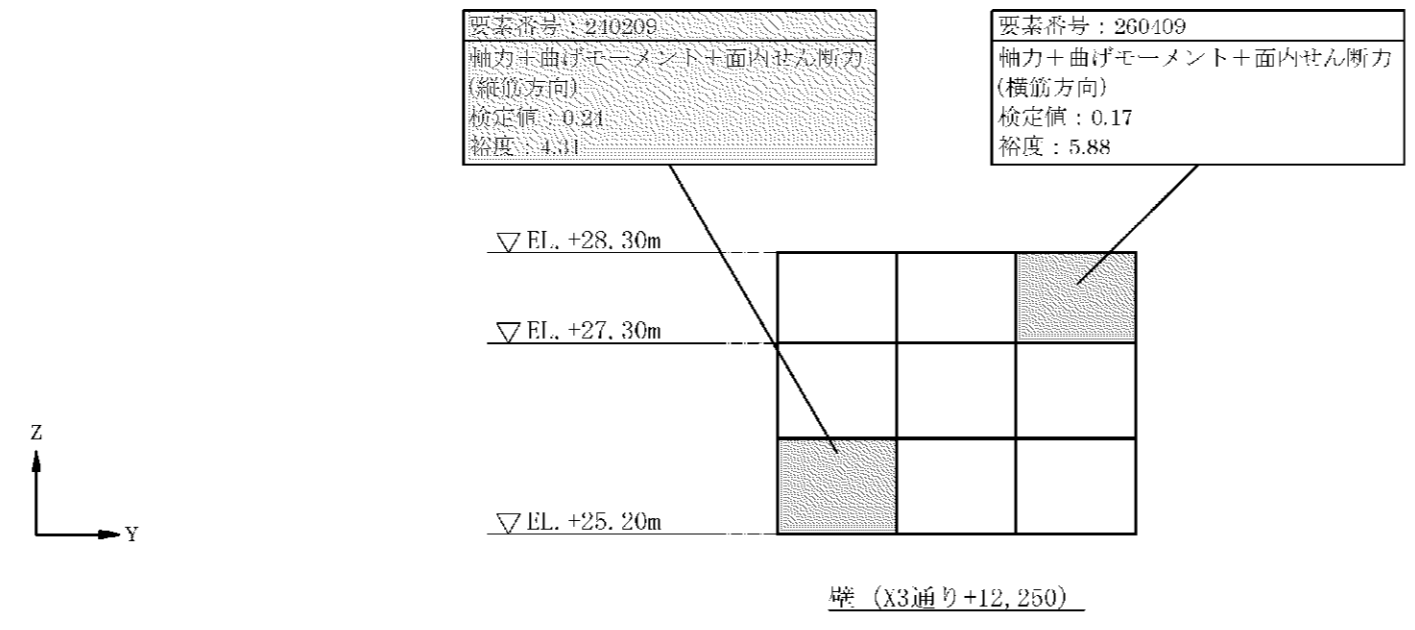 要素番号：240209
軸力＋曲げモーメント＋面内せん断力
(縦筋方向)
検定値：0.24
裕度：4.31
要素番号：260409
軸力＋曲げモーメント＋面内せん断力
(横筋方向)
検定値：0.17
裕度：5.88
▽EL. +28.30m
▽EL. +27.30m
▽EL. +25.20m
Z
Y
壁 (X3通り+12,250)